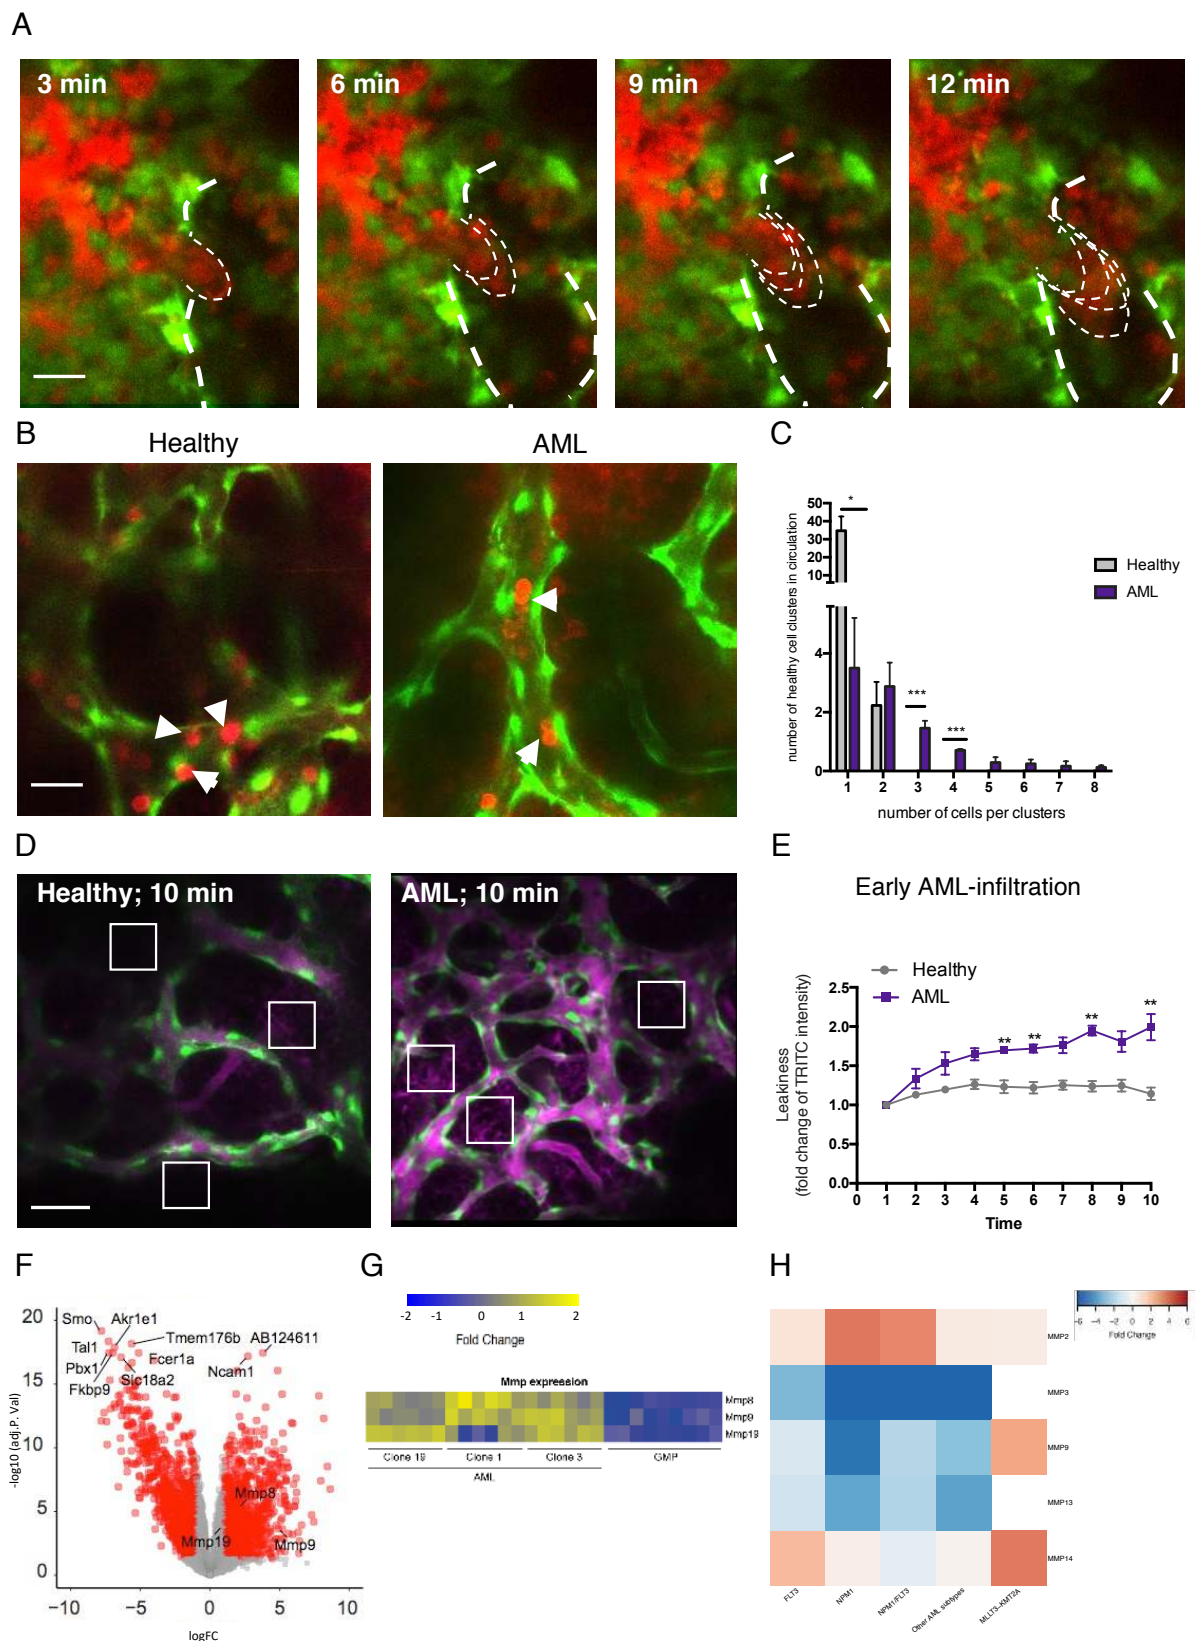 A
3 min
6 min
9 min
12 min
B
Healthy
AML
C
number of healthy cell clusters in circulation
50
40
30
20
10
4
2
0
*
***
***
1 2 3 4 5 6 7 8
number of cells per clusters
Healthy
AML
D
Healthy; 10 min
AML; 10 min
E
Early AML-infiltration
Healthy
AML
Leakiness
(fold change of TRITC intensity)
2.5
2.0
1.5
1.0
0.5
0.0
** ** ** **
0 1 2 3 4 5 6 7 8 9 10
Time
F
-log10 (adj.P. Val)
20
15
10
5
0
Smo
Akr1e1
Tal1
Tmem176b
AB124611
Pbx1
Fcer1a
Ncam1
Fkbp9
Slc18a2
Mmp8
Mmp19
Mmp9
−10 −5 0 5 10
logFC
G
-2 -1 0 1 2
Fold Change
Mmp expression
Mmp8
Mmp9
Mmp19
Clone 19 Clone 1 Clone 3 GMP
AML
H
-6 -4 -2 0 2 4 6
Fold Change
MMP2
MMP3
MMP9
MMP13
MMP14
FLT3
NPM1
NPM1/FLT3
Other AML subtypes
MLLT3-KMT2A